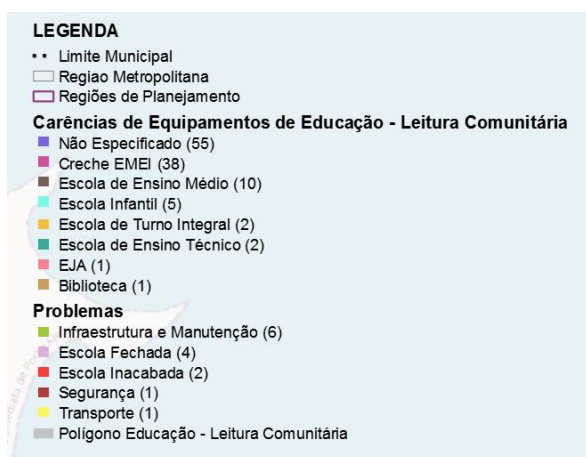 LEGENDA
Limite Municipal
Regiao Metropolitana
Regiões de Planejamento
Carências de Equipamentos de Educação - Leitura Comunitária
Não Especificado (55)
Creche EMEI (38)
Escola de Ensino Médio (10)
Escola Infantil (5)
Escola de Turno Integral (2)
Escola de Ensino Técnico (2)
EJA (1)
Biblioteca (1)
Problemas
Infraestrutura e Manutenção (6)
Escola Fechada (4)
Escola Inacabada (2)
Segurança (1)
Transporte (1)
Polígono Educação - Leitura Comunitária